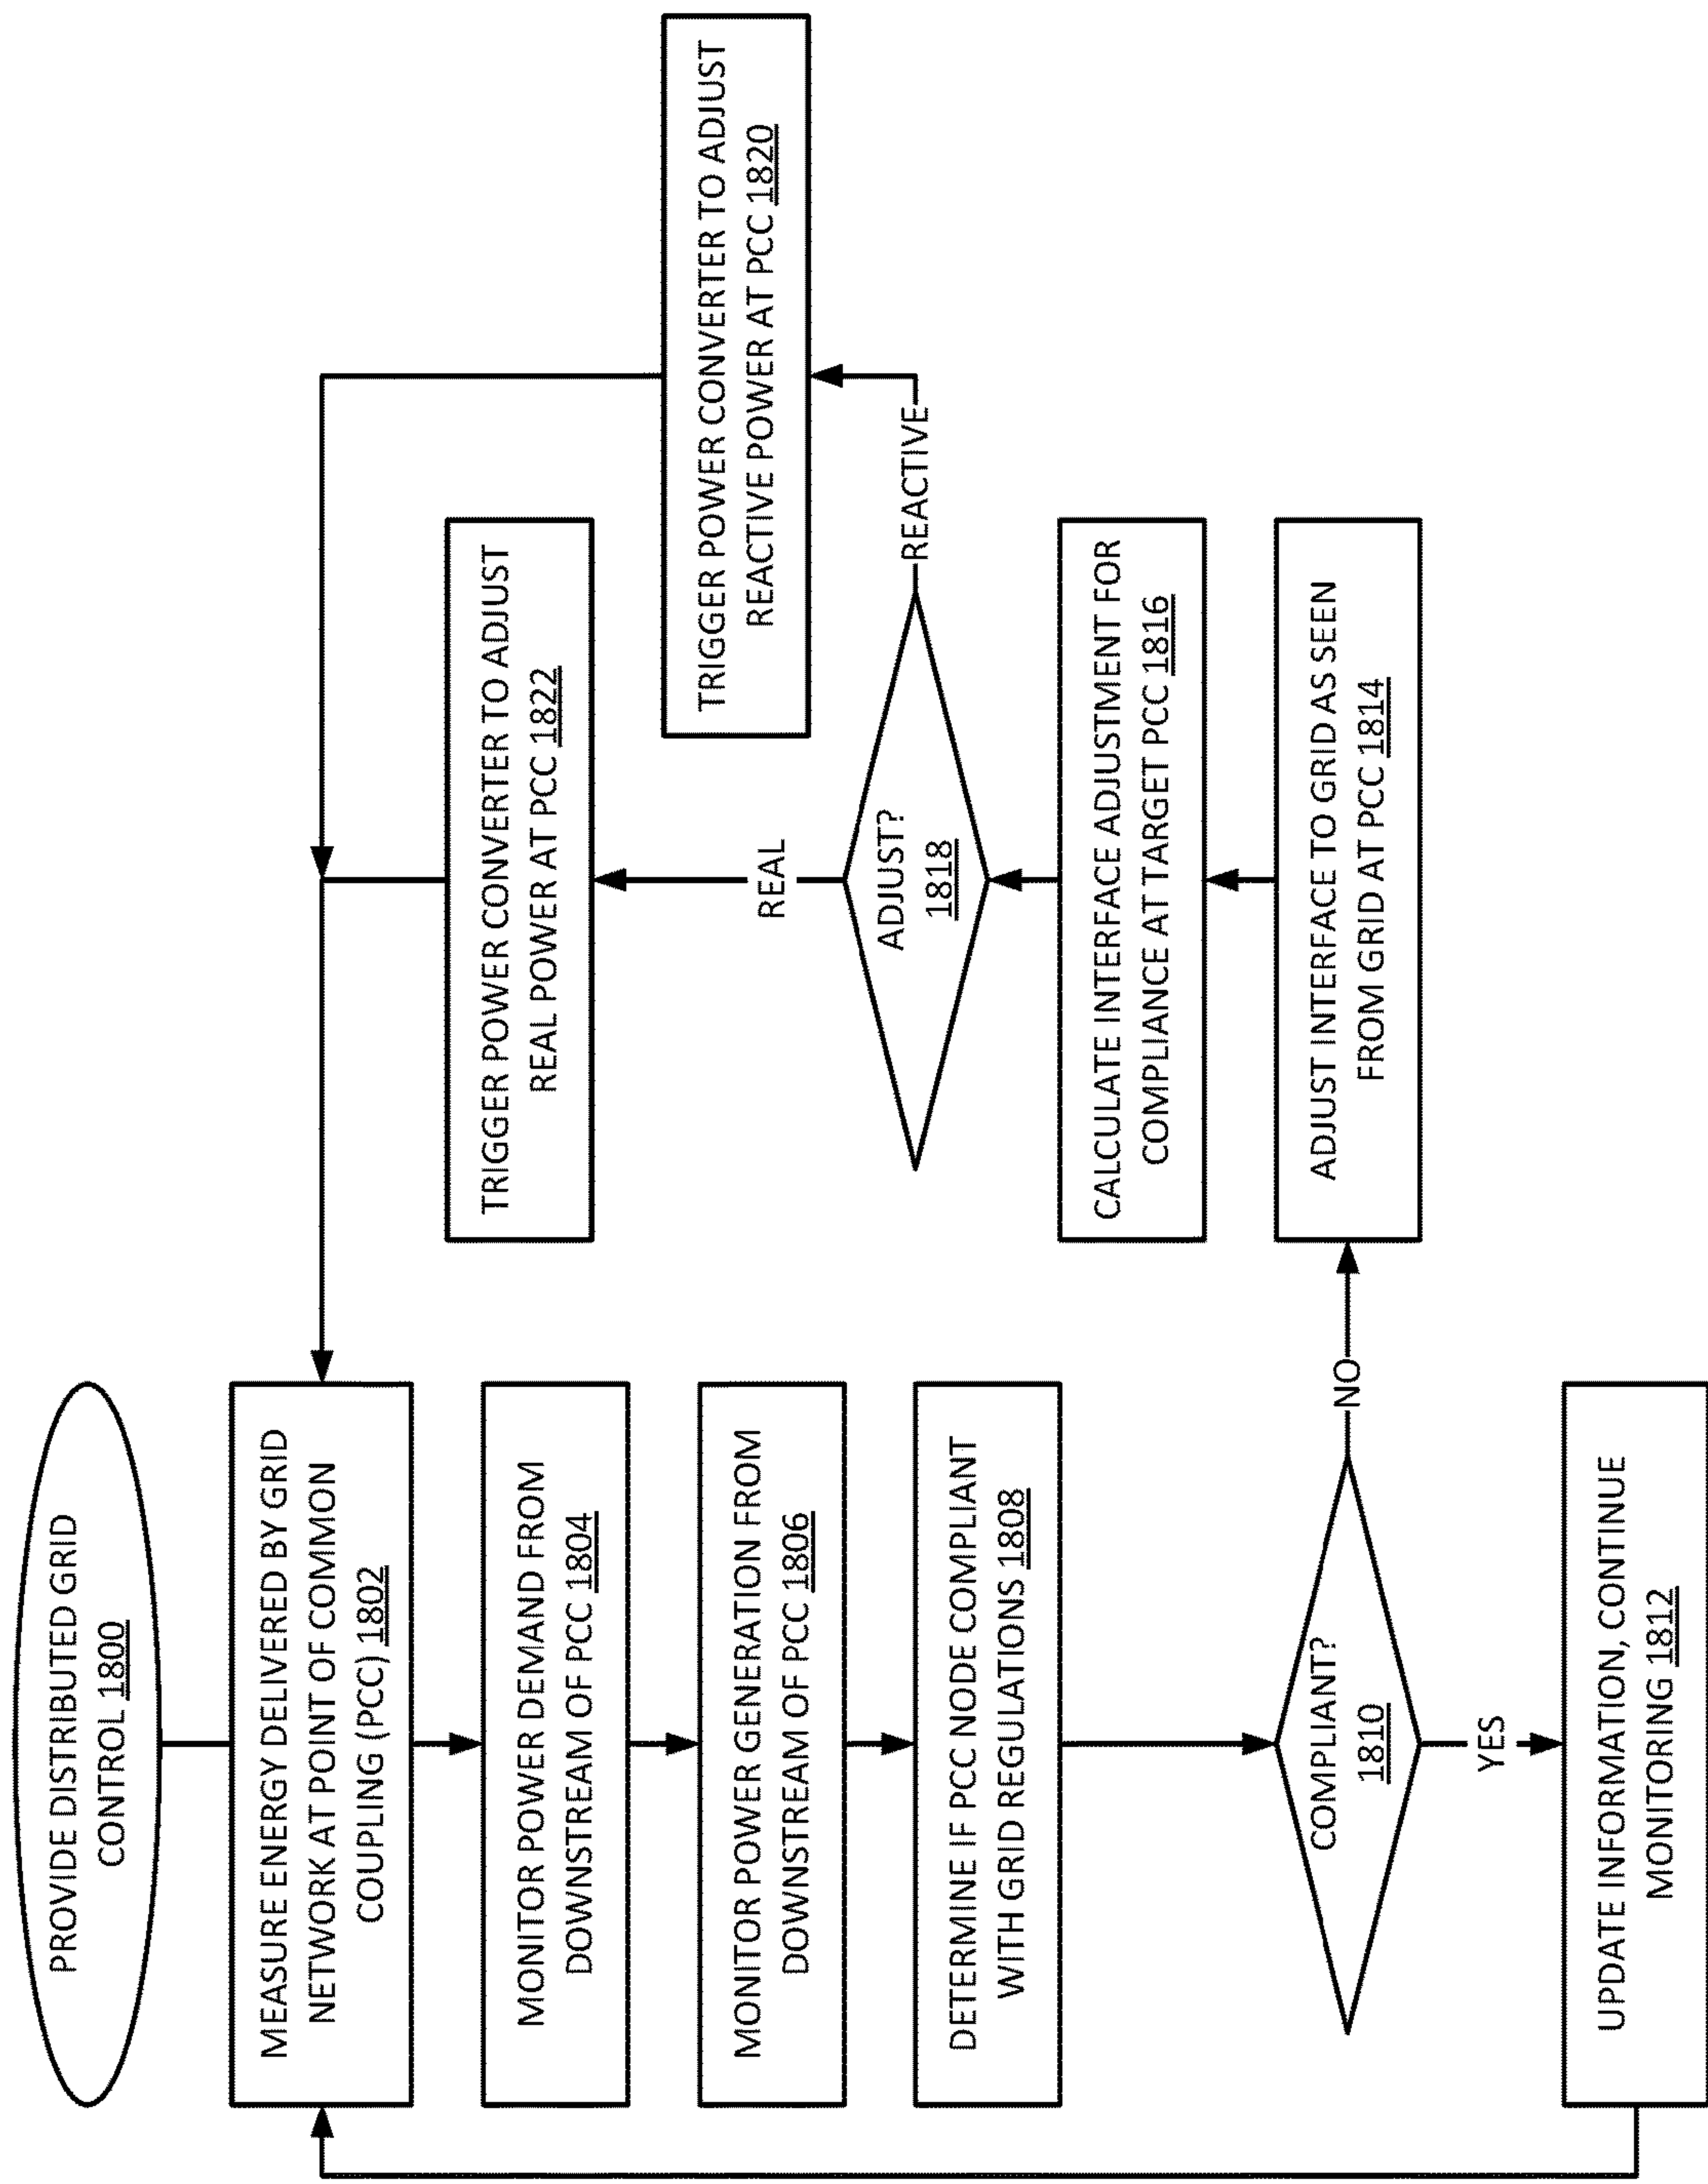 PROVIDE DISTRIBUTED GRID
CONTROL 1800
MEASURE ENERGY DELIVERED BY GRID
NETWORK AT POINT OF COMMON
COUPLING (PCC) 1802
MONITOR POWER DEMAND FROM
DOWNSTREAM OF PCC 1804
MONITOR POWER GENERATION FROM
DOWNSTREAM OF PCC 1806
DETERMINE IF PCC NODE COMPLIANT
WITH GRID REGULATIONS 1808
COMPLIANT?
1810
YES
UPDATE INFORMATION, CONTINUE
MONITORING 1812
NO
ADJUST INTERFACE TO GRID AS SEEN
FROM GRID AT PCC 1814
CALCULATE INTERFACE ADJUSTMENT FOR
COMPLIANCE AT TARGET PCC 1816
ADJUST?
1818
REACTIVE
TRIGGER POWER CONVERTER TO ADJUST
REACTIVE POWER AT PCC 1820
REAL
TRIGGER POWER CONVERTER TO ADJUST
REAL POWER AT PCC 1822